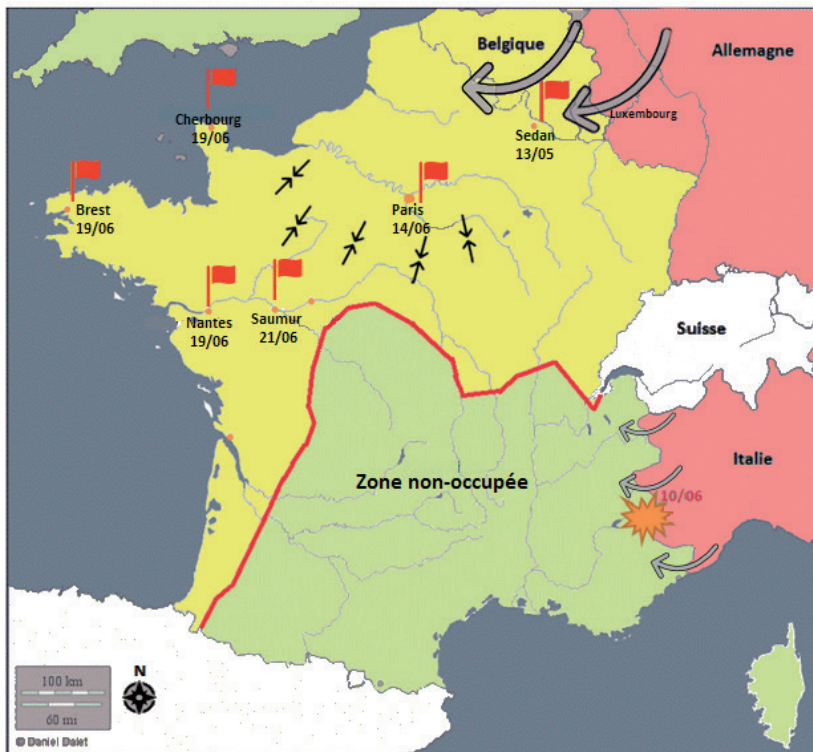 Belgique
Allemagne
Luxembourg
Cherbourg
19/06
Sedan
13/05
Brest
19/06
Paris
14/06
Nantes
19/06
Saumur
21/06
Suisse
Zone non-occupée
Italie
10/06
100 km
60 mi
N
© Daniel Dalet